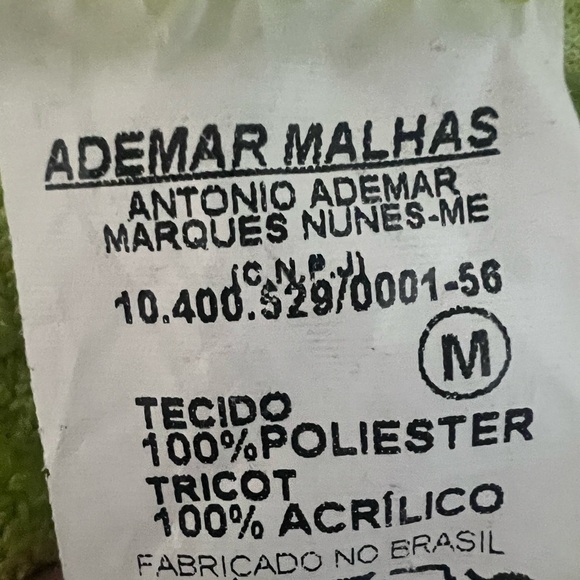 ADEMAR MALHAS
ANTONIO ADEMAR
MARQUES NUNES-ME
(C.N.P.J)
10.400.529/0001-56
M
TECIDO
100%POLIESTER
TRICOT
100% ACRÍLICO
FABRICADO NO BRASIL